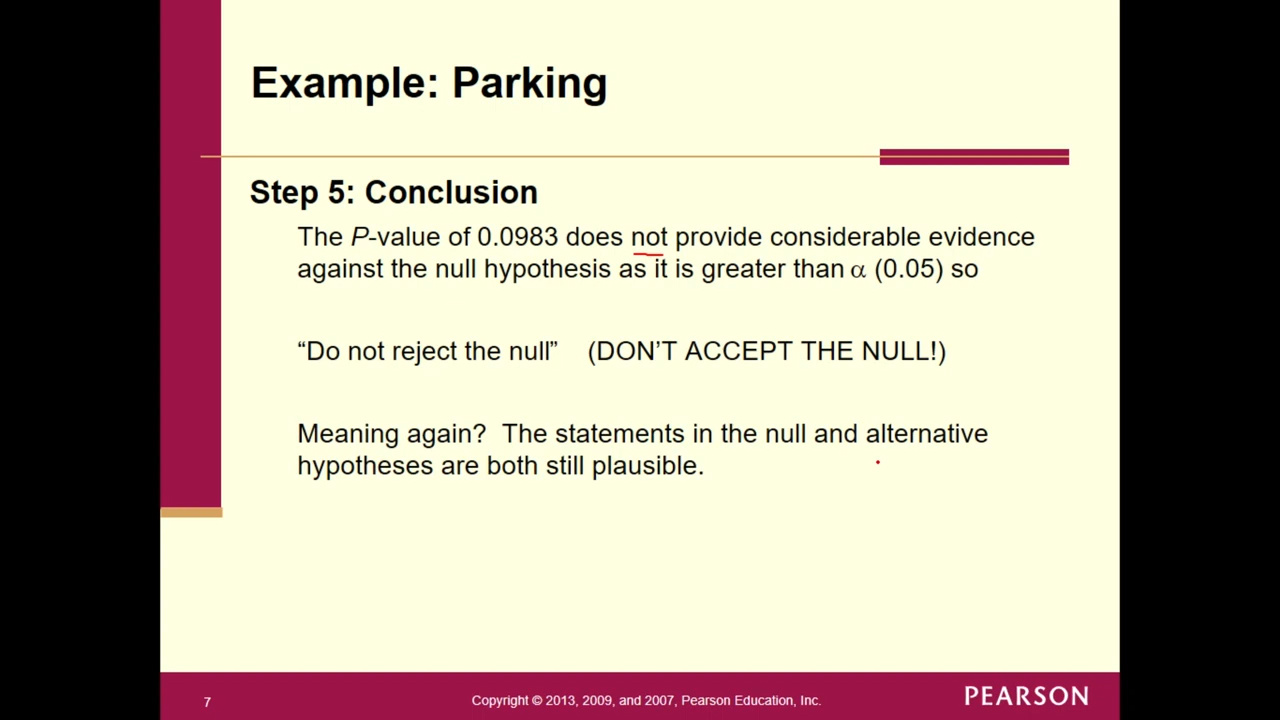 Example: Parking
Step 5: Conclusion
The P-value of 0.0983 does not provide considerable evidence
against the null hypothesis as it is greater than α (0.05) so
“Do not reject the null” (DON’T ACCEPT THE NULL!)
Meaning again? The statements in the null and alternative
hypotheses are both still plausible.
7
Copyright © 2013, 2009, and 2007, Pearson Education, Inc.
PEARSON